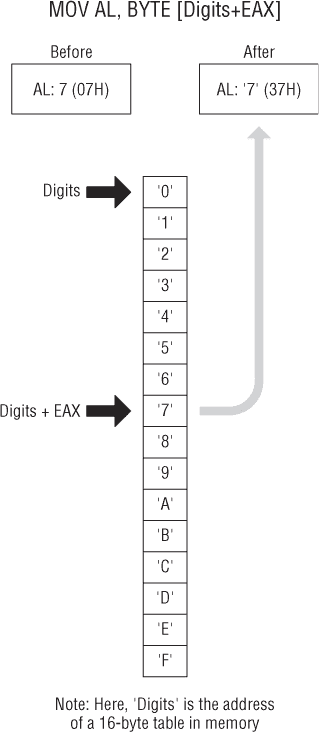 MOV AL, BYTE [Digits+EAX]
Before
After
AL: 7 (07H)
AL: '7' (37H)
Digits
'0'
'1'
'2'
'3'
'4'
'5'
'6'
Digits + EAX
'7'
'8'
'9'
'A'
'B'
'C'
'D'
'E'
'F'
Note: Here, 'Digits' is the address
of a 16-byte table in memory